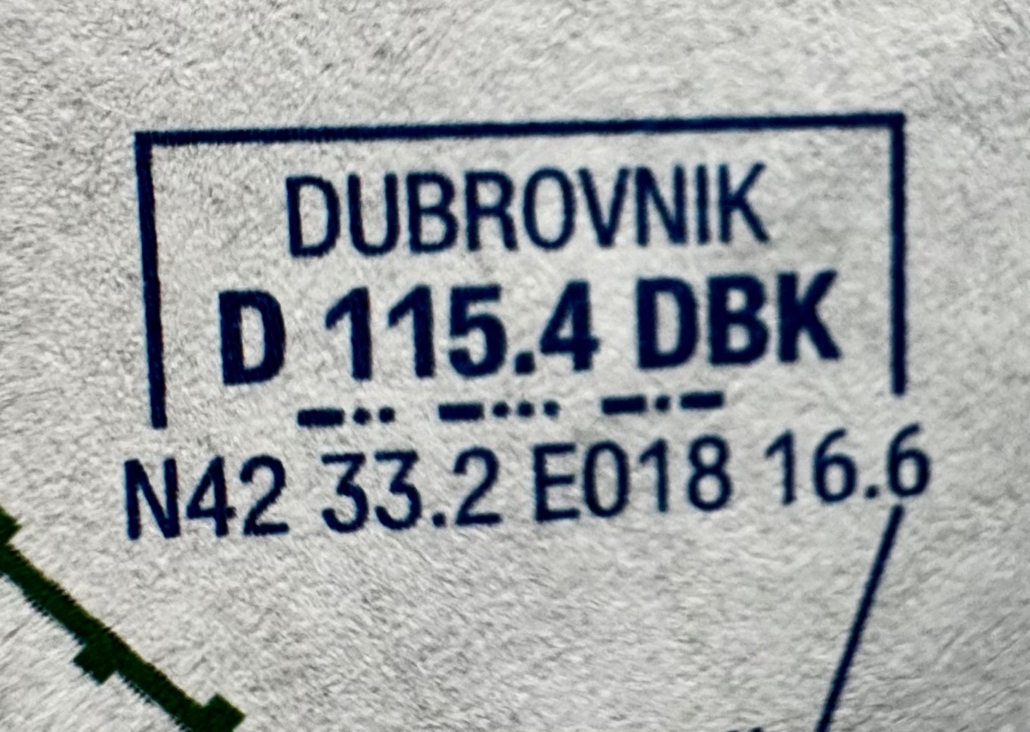 DUBROVNIK
D 115.4 DBK
N42 33.2 E018 16.6